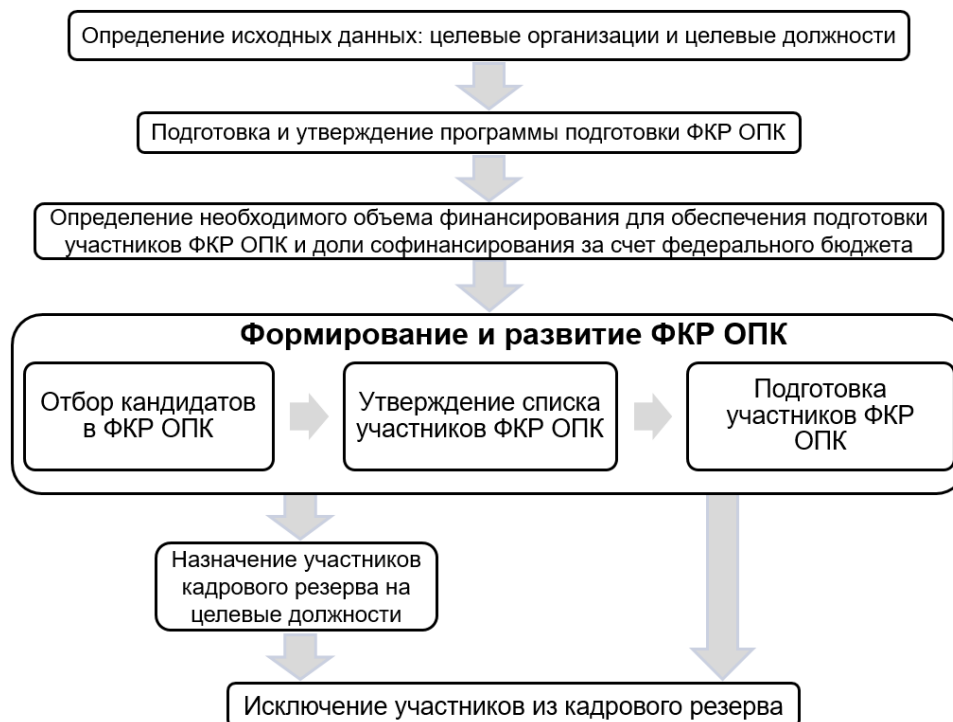 Определение исходных данных: целевые организации и целевые должности
Подготовка и утверждение программы подготовки ФКР ОПК
Определение необходимого объема финансирования для обеспечения подготовки
участников ФКР ОПК и доли софинансирования за счет федерального бюджета
Формирование и развитие ФКР ОПК
Отбор кандидатов
в ФКР ОПК
Утверждение списка
участников ФКР ОПК
Подготовка
участников ФКР
ОПК
Назначение участников
кадрового резерва на
целевые должности
Исключение участников из кадрового резерва